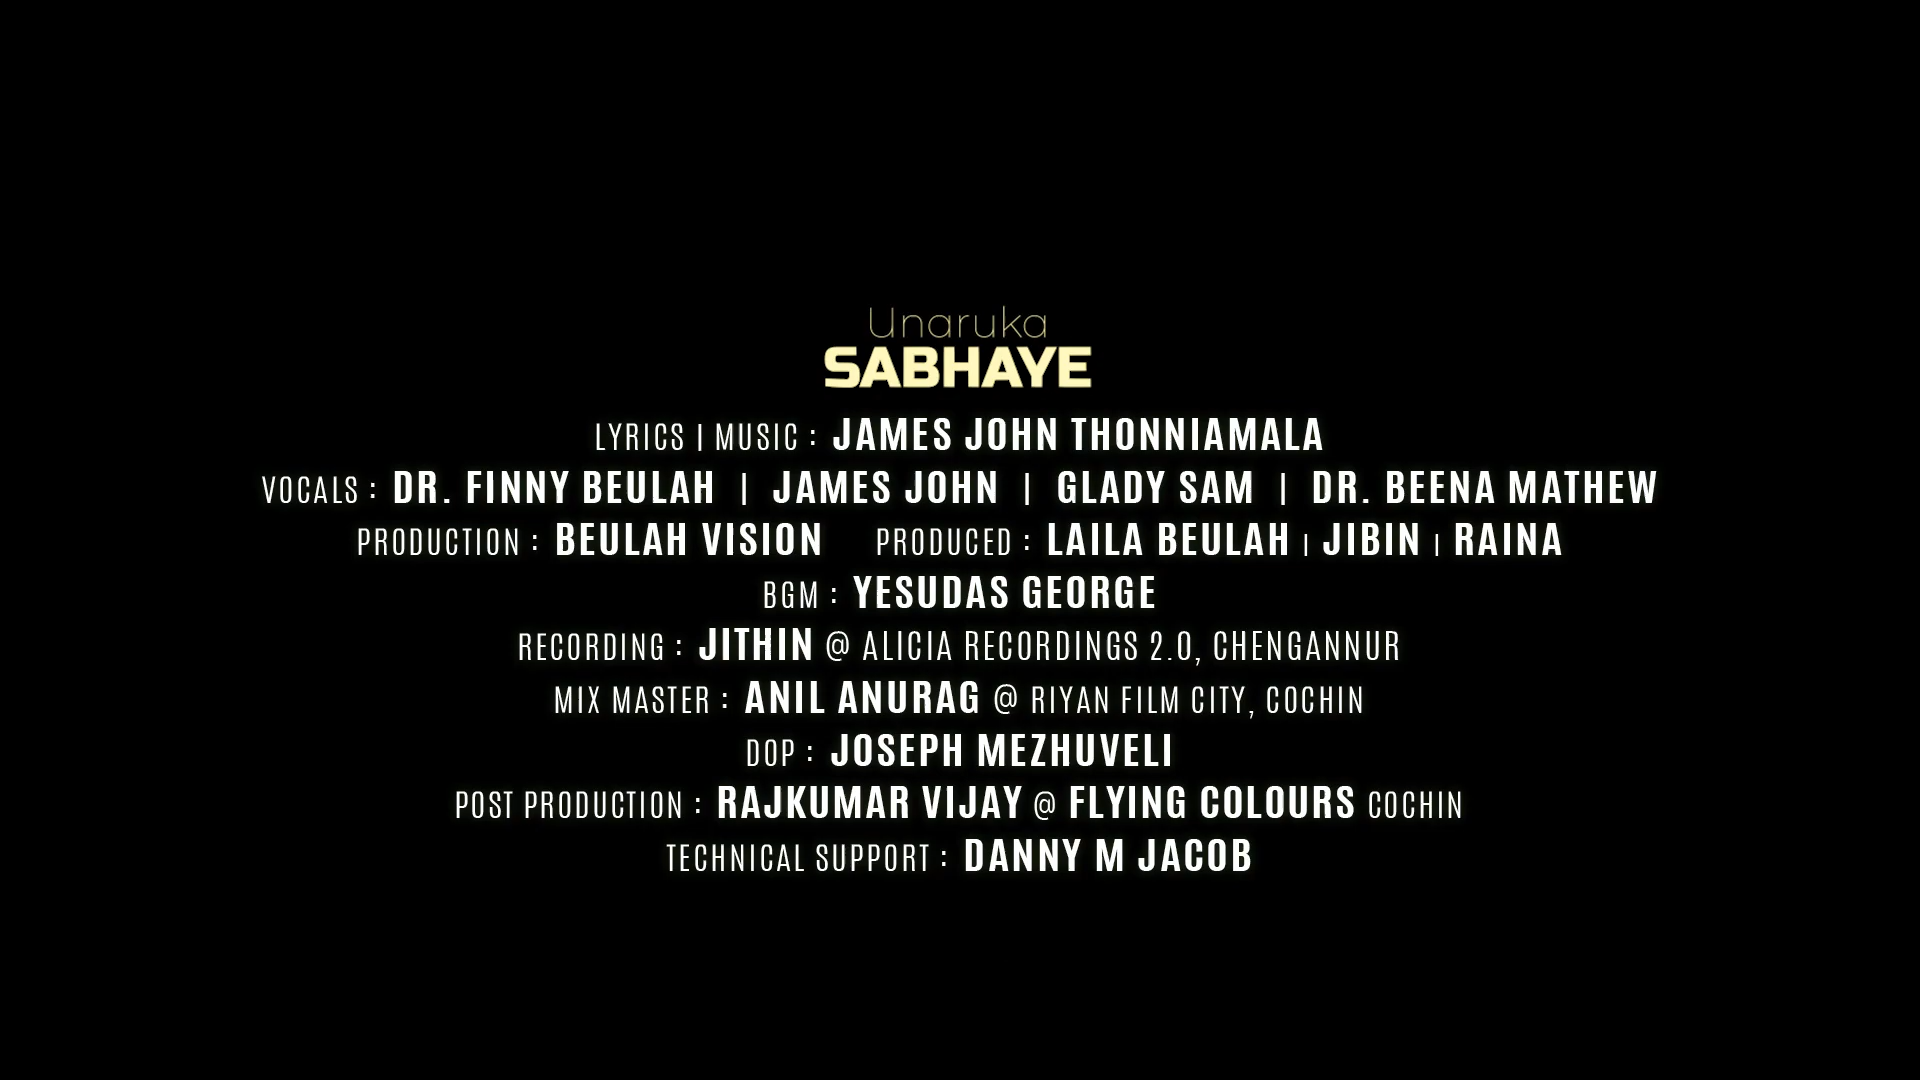 Unaruka
SABHAYE
LYRICS | MUSIC : JAMES JOHN THONNIAMALA
VOCALS : DR. FINNY BEULAH | JAMES JOHN | GLADY SAM | DR. BEENA MATHEW
PRODUCTION : BEULAH VISION PRODUCED : LAILA BEULAH | JIBIN | RAINA
BGM : YESUDAS GEORGE
RECORDING : JITHIN @ ALICIA RECORDINGS 2.0, CHENGANNUR
MIX MASTER : ANIL ANURAG @ RIYAN FILM CITY, COCHIN
DOP : JOSEPH MEZHUVELI
POST PRODUCTION : RAJKUMAR VIJAY @ FLYING COLOURS COCHIN
TECHNICAL SUPPORT : DANNY M JACOB